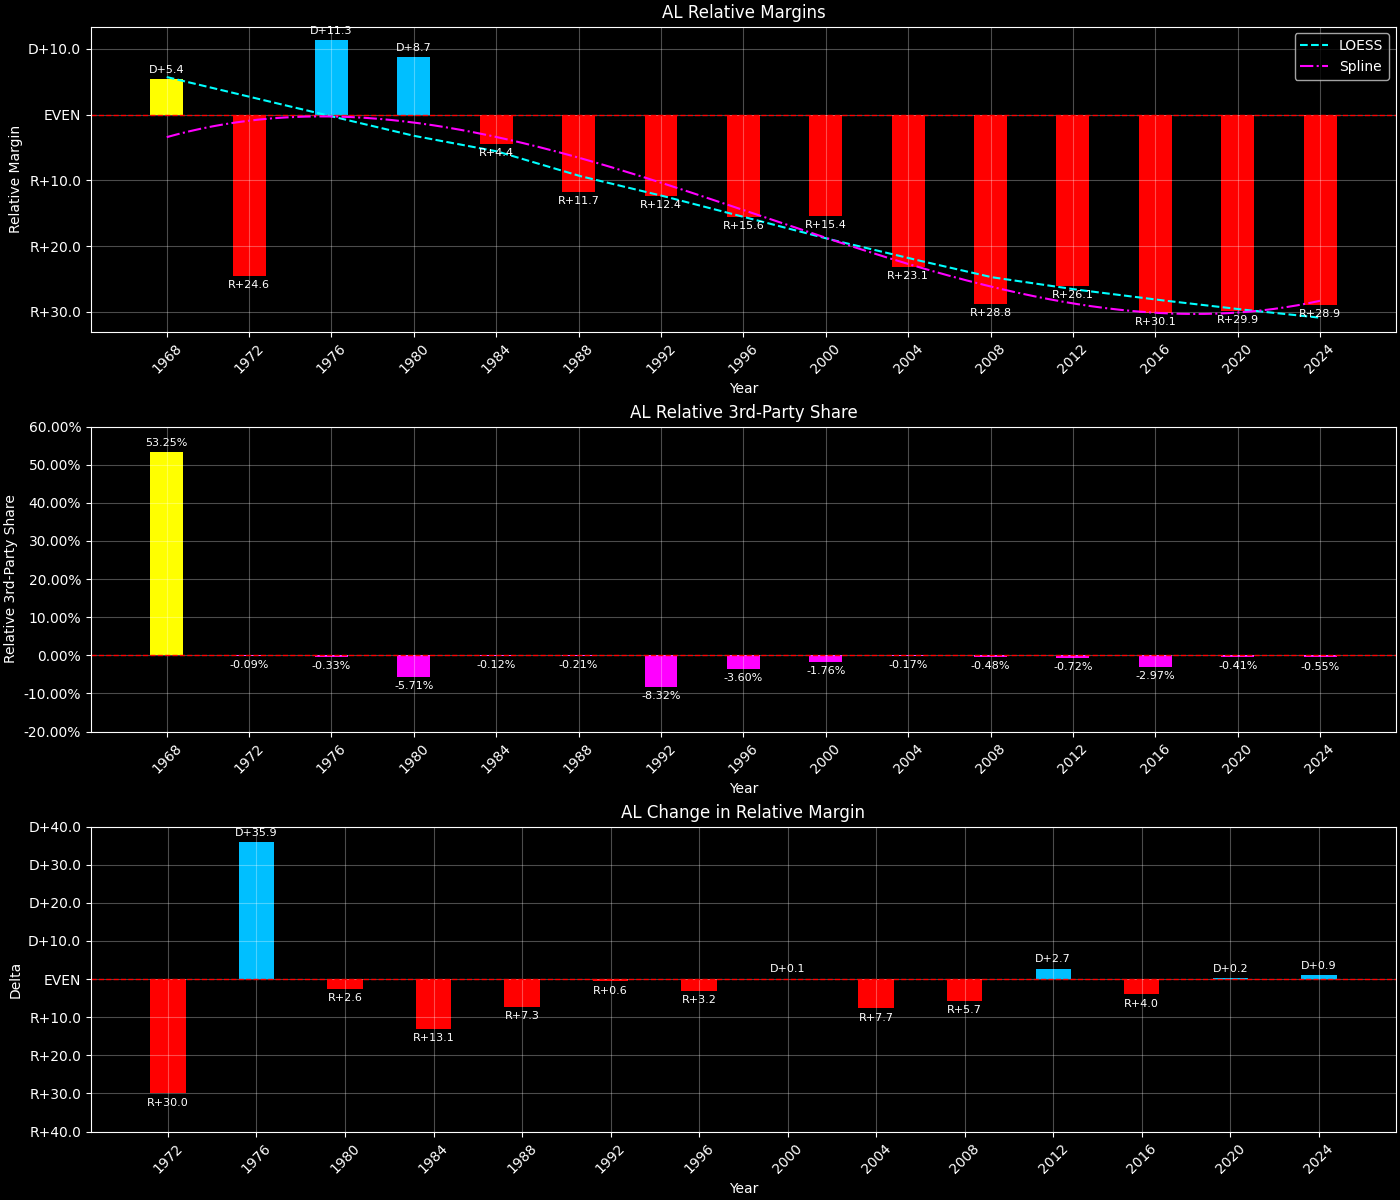 AL Relative Margins
Relative Margin
D+10.0
EVEN
R+10.0
R+20.0
R+30.0
D+5.4
R+24.6
D+11.3
D+8.7
R+4.4
R+11.7
R+12.4
R+15.6
R+15.4
R+23.1
R+28.8
R+26.1
R+30.1
R+29.9
R+28.9
LOESS
Spline
1968
1972
1976
1980
1984
1988
1992
1996
2000
2004
2008
2012
2016
2020
2024
Year
AL Relative 3rd-Party Share
Relative 3rd-Party Share
60.00%
50.00%
40.00%
30.00%
20.00%
10.00%
0.00%
-10.00%
-20.00%
53.25%
-0.09%
-0.33%
-5.71%
-0.12%
-0.21%
-8.32%
-3.60%
-1.76%
-0.17%
-0.48%
-0.72%
-2.97%
-0.41%
-0.55%
1968
1972
1976
1980
1984
1988
1992
1996
2000
2004
2008
2012
2016
2020
2024
Year
AL Change in Relative Margin
Delta
D+40.0
D+30.0
D+20.0
D+10.0
EVEN
R+10.0
R+20.0
R+30.0
R+40.0
R+30.0
D+35.9
R+2.6
R+13.1
R+7.3
R+0.6
R+3.2
D+0.1
R+7.7
R+5.7
D+2.7
R+4.0
D+0.2
D+0.9
1972
1976
1980
1984
1988
1992
1996
2000
2004
2008
2012
2016
2020
2024
Year